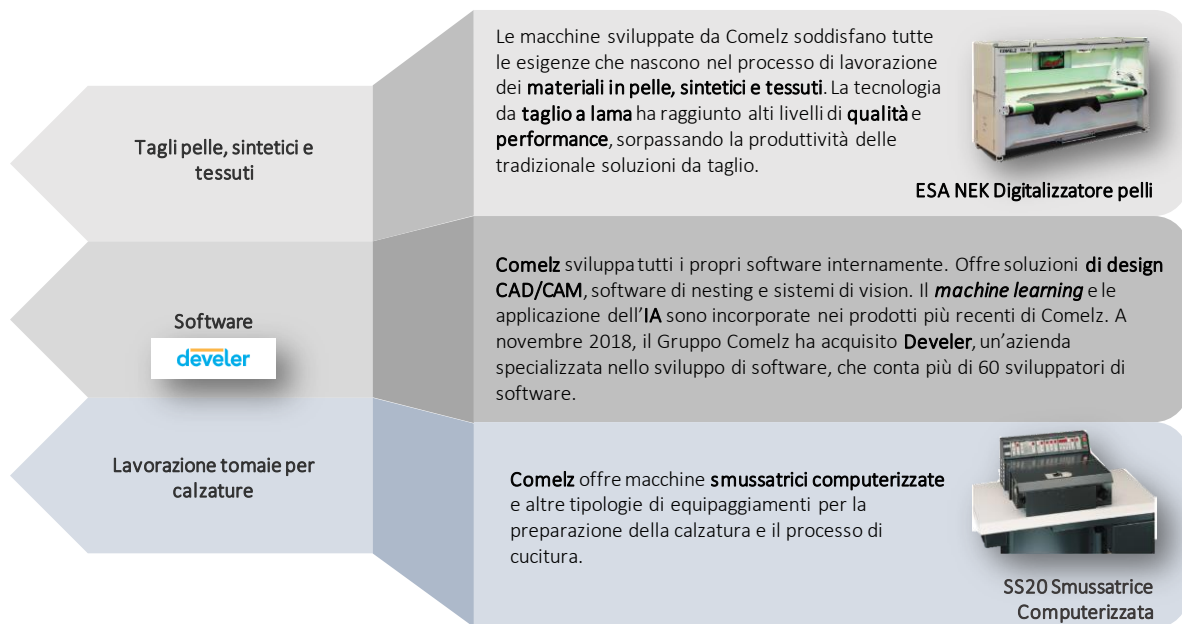 Tagli pelle, sintetici e
tessuti
Le macchine sviluppate da Comelz soddisfano tutte
le esigenze che nascono nel processo di lavorazione
dei materiali in pelle, sintetici e tessuti. La tecnologia
da taglio a lama ha raggiunto alti livelli di qualità e
performance, sorpassando la produttività delle
tradizionale soluzioni da taglio.
COMELZ
ESA NEK Digitalizzatore pelli
Software
develer
Comelz sviluppa tutti i propri software internamente. Offre soluzioni di design
CAD/CAM, software di nesting e sistemi di vision. Il machine learning e le
applicazione dell'IA sono incorporate nei prodotti più recenti di Comelz. A
novembre 2018, il Gruppo Comelz ha acquisito Develer, un'azienda
specializzata nello sviluppo di software, che conta più di 60 sviluppatori di
software.
Lavorazione tomaie per
calzature
Comelz offre macchine smussatrici computerizzate
e altre tipologie di equipaggiamenti per la
preparazione della calzatura e il processo di
cucitura.
SS20 Smussatrice
Computerizzata